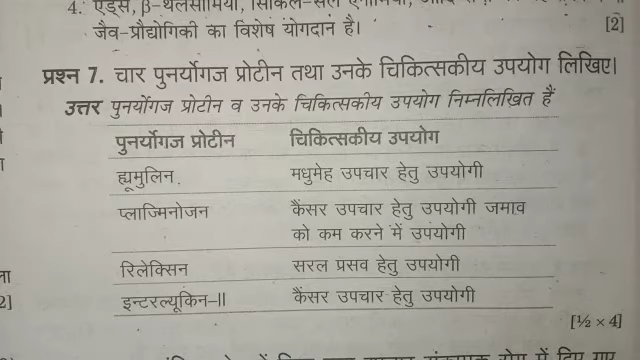 4. एड्स, β-थैलेसीमिया, सिकिल-सेल
जैव-प्रौद्योगिकी का विशेष योगदान है।
[2]
प्रश्न 7. चार पुनर्योगज प्रोटीन तथा उनके चिकित्सकीय उपयोग लिखिए।
उत्तर पुनर्योगज प्रोटीन व उनके चिकित्सकीय उपयोग निम्नलिखित हैं
पुनर्योगज प्रोटीन चिकित्सकीय उपयोग
ह्यूमुलिन मधुमेह उपचार हेतु उपयोगी
प्लाज्मिनोजन कैंसर उपचार हेतु उपयोगी जमाव
को कम करने में उपयोगी
रिलेक्सिन सरल प्रसव हेतु उपयोगी
इन्टरल्यूकिन-II कैंसर उपचार हेतु उपयोगी
[½ × 4]